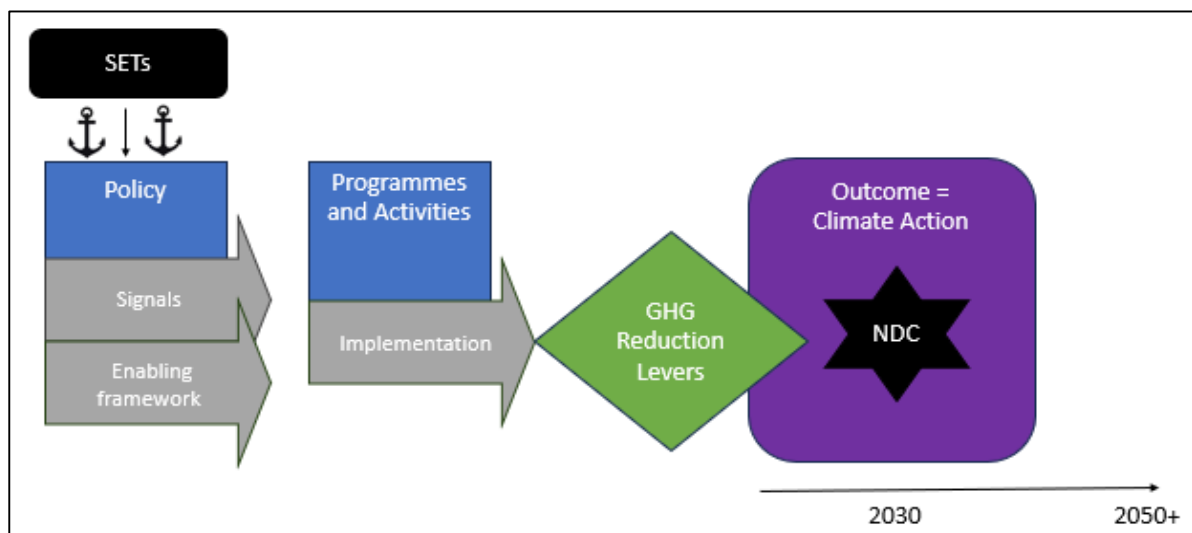 SETs
Policy
Signals
Enabling
framework
Programmes
and Activities
Implementation
GHG
Reduction
Levers
Outcome =
Climate Action
NDC
2030
2050+